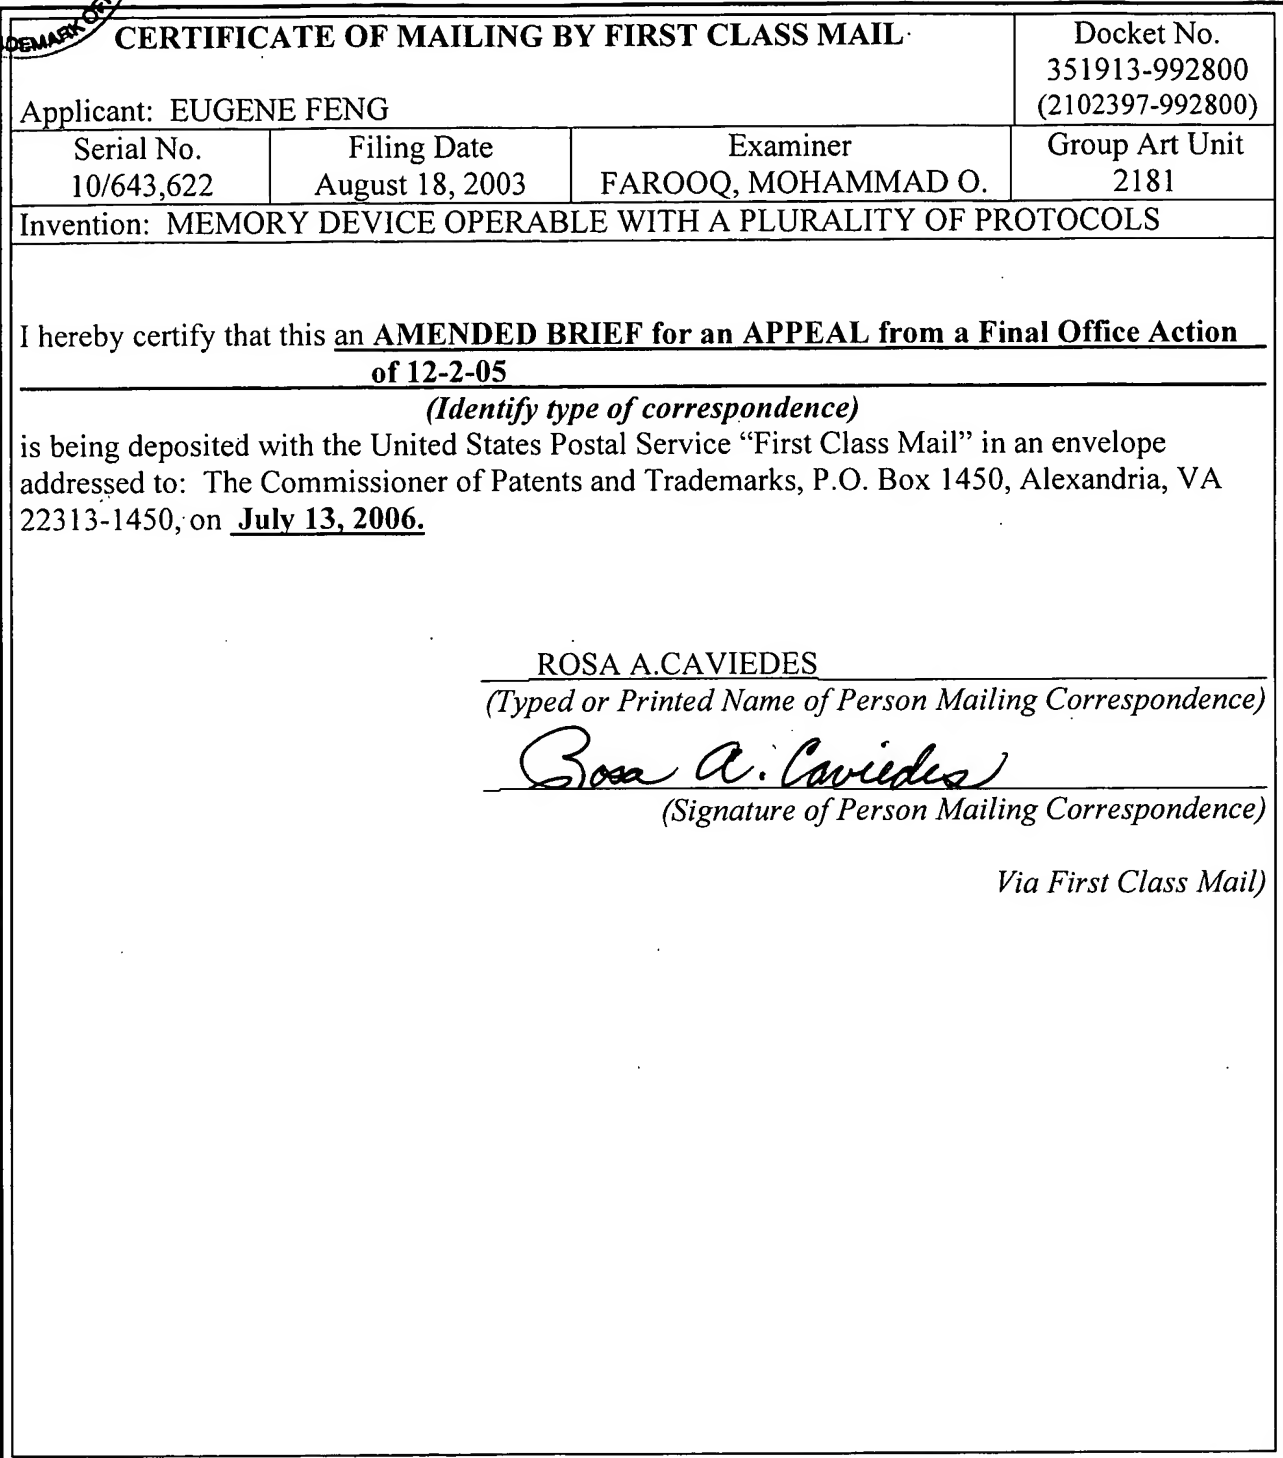 CERTIFICATE OF MAILING BY FIRST CLASS MAIL
Docket No.
351913-992800
(2102397-992800)
Applicant: EUGENE FENG
Serial No.
10/643,622
Filing Date
August 18, 2003
Examiner
FAROOQ, MOHAMMAD O.
Group Art Unit
2181
Invention: MEMORY DEVICE OPERABLE WITH A PLURALITY OF PROTOCOLS
I hereby certify that this an AMENDED BRIEF for an APPEAL from a Final Office Action
of 12-2-05
(Identify type of correspondence)
is being deposited with the United States Postal Service “First Class Mail” in an envelope
addressed to: The Commissioner of Patents and Trademarks, P.O. Box 1450, Alexandria, VA
22313-1450, on July 13, 2006.
ROSA A.CAVIEDES
(Typed or Printed Name of Person Mailing Correspondence)
Rosa A. Caviedes
(Signature of Person Mailing Correspondence)
Via First Class Mail)